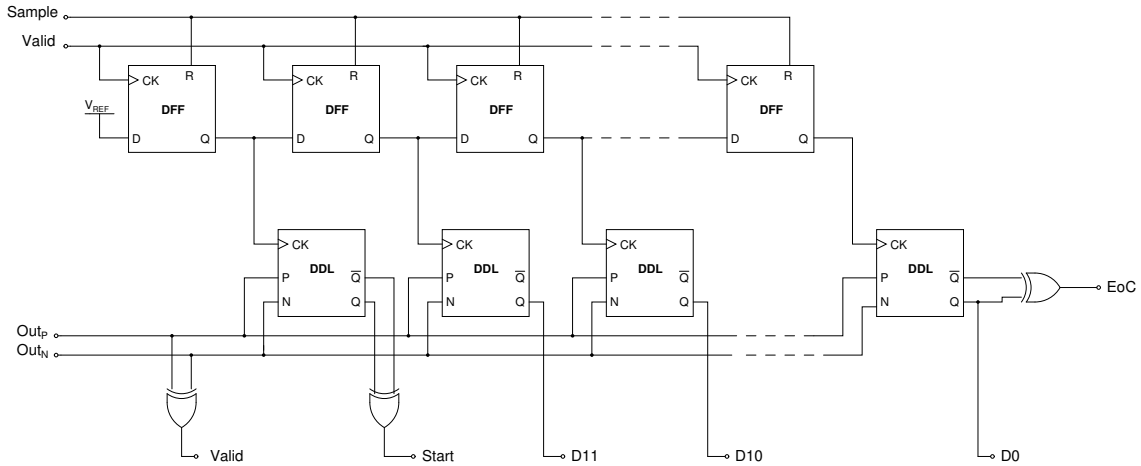 Sample
Valid
CK R
DFF
D Q
CK R
DFF
D Q
CK R
DFF
D Q
CK R
DFF
D Q
V_REF
CK
DDL
P Q̅
N Q
CK
DDL
P Q̅
N Q
CK
DDL
P Q̅
N Q
CK
DDL
P Q̅
N Q
EoC
Out_P
Out_N
Valid
Start
D11
D10
D0